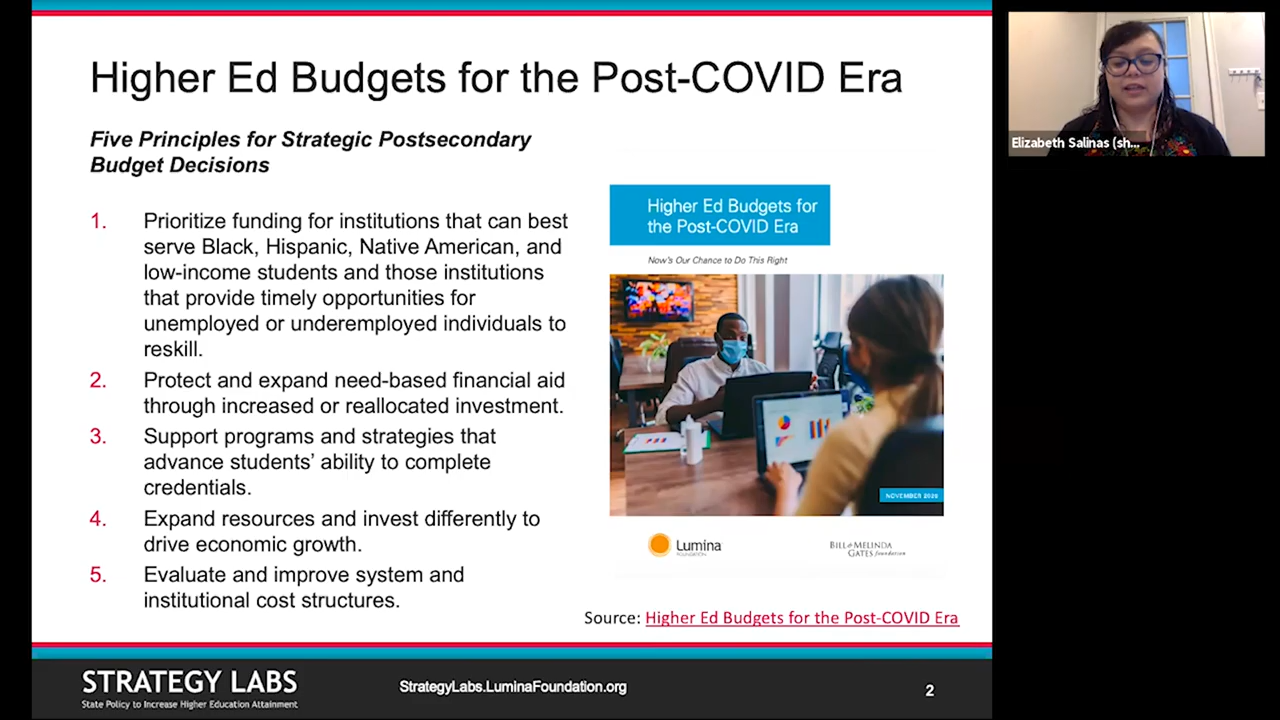 Higher Ed Budgets for the Post-COVID Era
Five Principles for Strategic Postsecondary
Budget Decisions
1. Prioritize funding for institutions that can best
serve Black, Hispanic, Native American, and
low-income students and those institutions
that provide timely opportunities for
unemployed or underemployed individuals to
reskill.
2. Protect and expand need-based financial aid
through increased or reallocated investment.
3. Support programs and strategies that
advance students’ ability to complete
credentials.
4. Expand resources and invest differently to
drive economic growth.
5. Evaluate and improve system and
institutional cost structures.
Higher Ed Budgets for
the Post-COVID Era
Now's Our Chance to Do This Right
NOVEMBER 2020
Lumina
FOUNDATION
BILL & MELINDA
GATES foundation
Source: Higher Ed Budgets for the Post-COVID Era
STRATEGY LABS
State Policy to Increase Higher Education Attainment
StrategyLabs.LuminaFoundation.org
2
Elizabeth Salinas (sh...